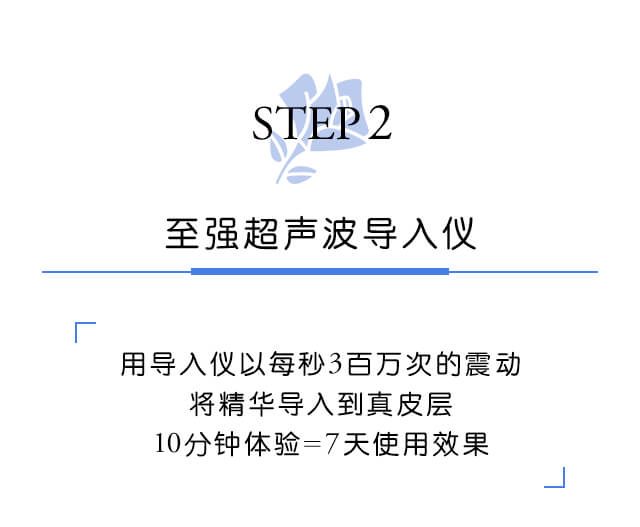 STEP 2
至强超声波导入仪
用导入仪以每秒3百万次的震动
将精华导入到真皮层
10分钟体验=7天使用效果